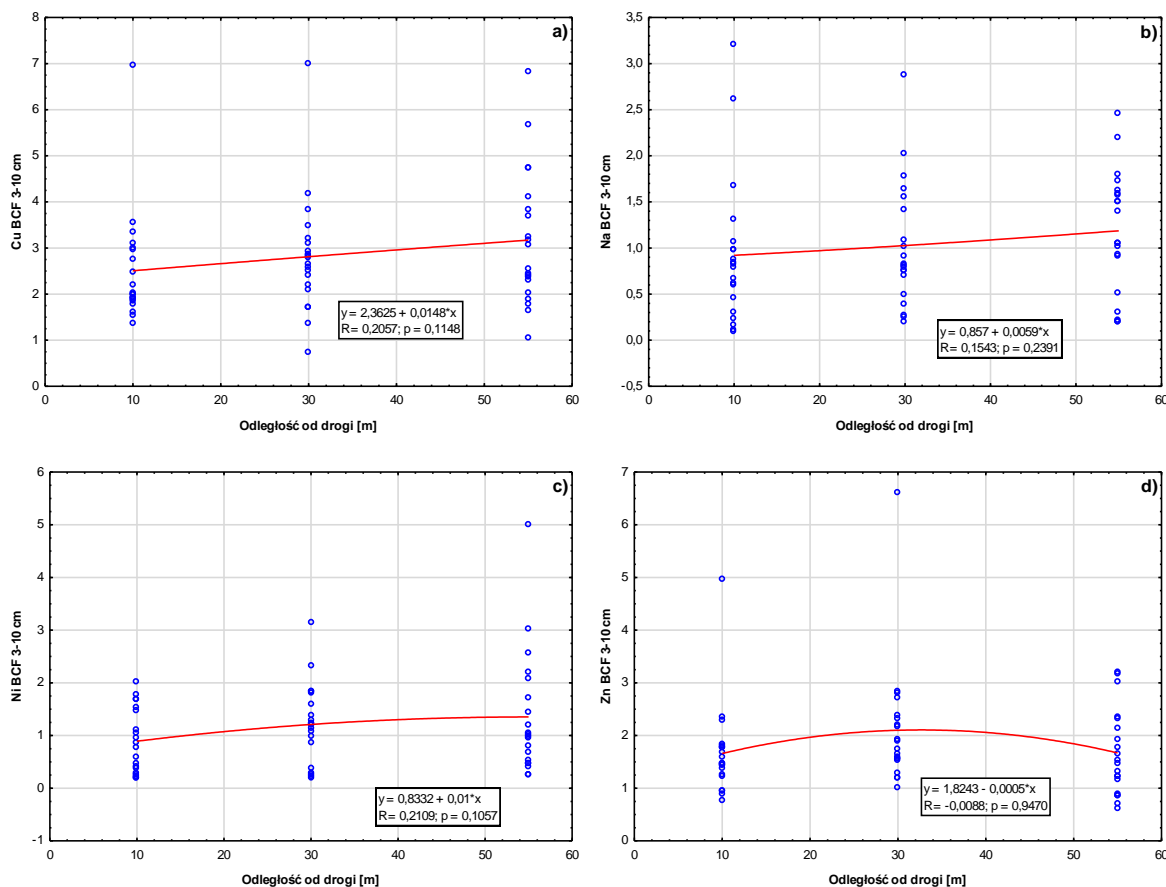 a)
8
7
6
5
4
3
2
1
0
Cu BCF 3-10 cm
y = 2,3625 + 0,0148*x
R = 0,2057; p = 0,1148
0 10 20 30 40 50 60
Odległość od drogi [m]
b)
3,5
3,0
2,5
2,0
1,5
1,0
0,5
0,0
-0,5
Na BCF 3-10 cm
y = 0,857 + 0,0059*x
R = 0,1543; p = 0,2391
0 10 20 30 40 50 60
Odległość od drogi [m]
c)
6
5
4
3
2
1
0
-1
Ni BCF 3-10 cm
y = 0,8332 + 0,01*x
R = 0,2109; p = 0,1057
0 10 20 30 40 50 60
Odległość od drogi [m]
d)
7
6
5
4
3
2
1
0
Zn BCF 3-10 cm
y = 1,8243 - 0,0005*x
R = -0,0088; p = 0,9470
0 10 20 30 40 50 60
Odległość od drogi [m]